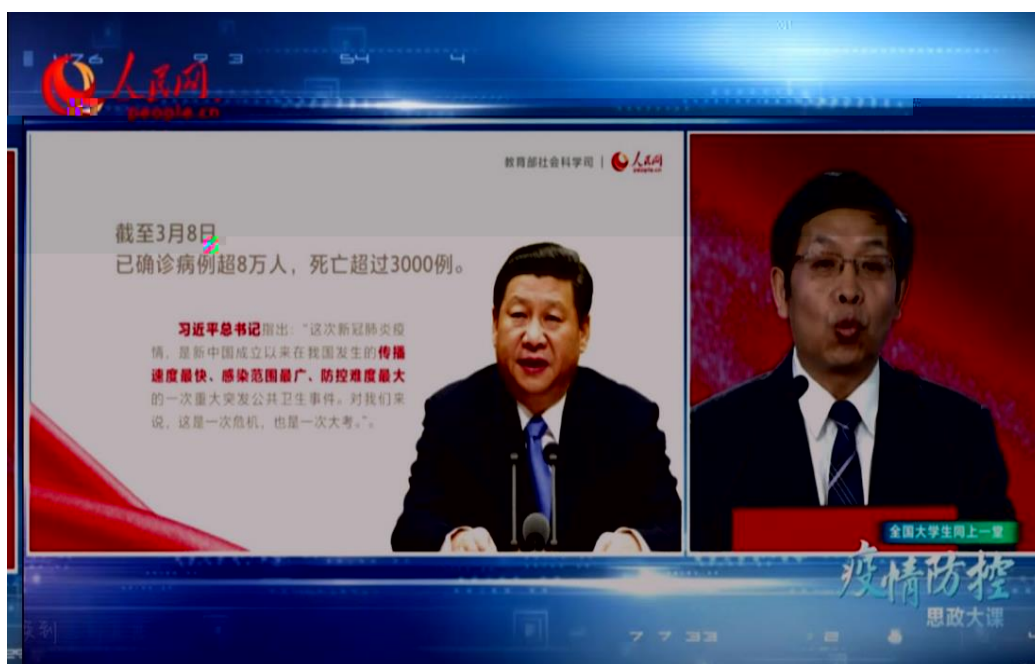 人民网
people.cn
教育部社会科学司 | 人民网
people.cn
截至3月8日
已确诊病例超8万人，死亡超过3000例。
习近平总书记指出：“这次新冠肺炎疫
情，是新中国成立以来在我国发生的传播
速度最快、感染范围最广、防控难度最大
的一次重大突发公共卫生事件。对我们来
说，这是一次危机，也是一次大考。”。
全国大学生同上一堂
疫情防控
思政大课
7 7 33